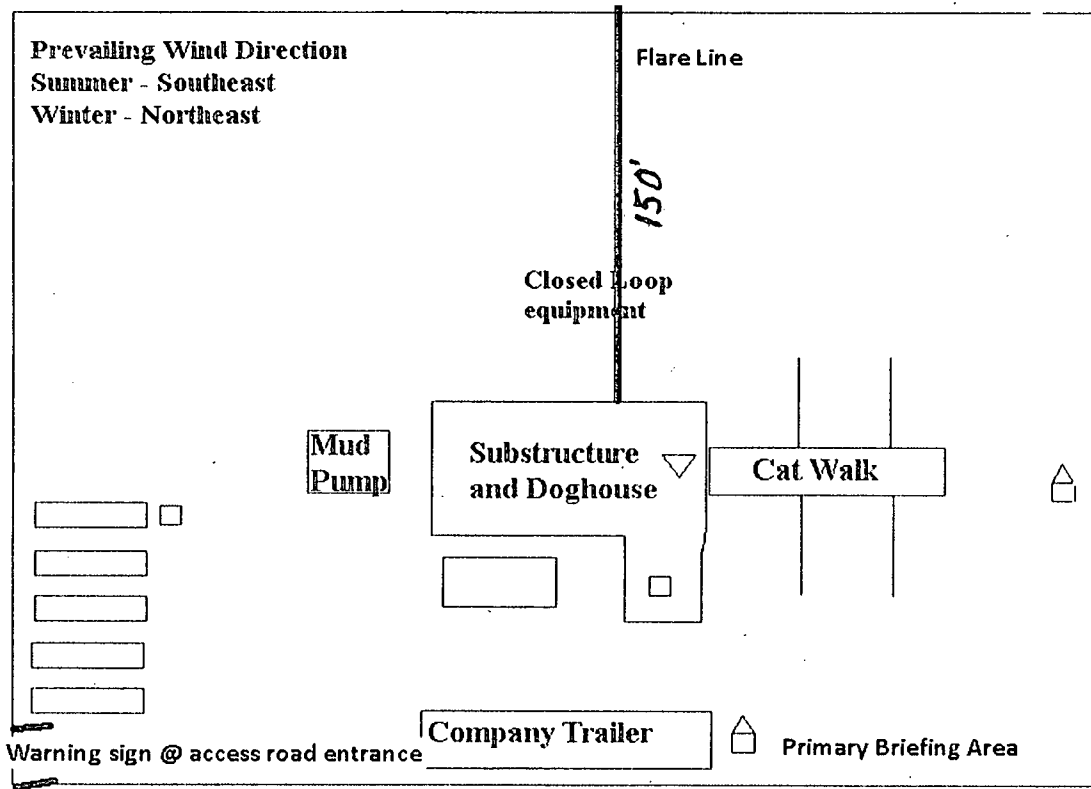 Prevailing Wind Direction
Summer - Southeast
Winter - Northeast
Flare Line
150'
Closed Loop
equipment
Mud
Pump
Substructure
and Doghouse
Cat Walk
Company Trailer
Primary Briefing Area
Warning sign @ access road entrance